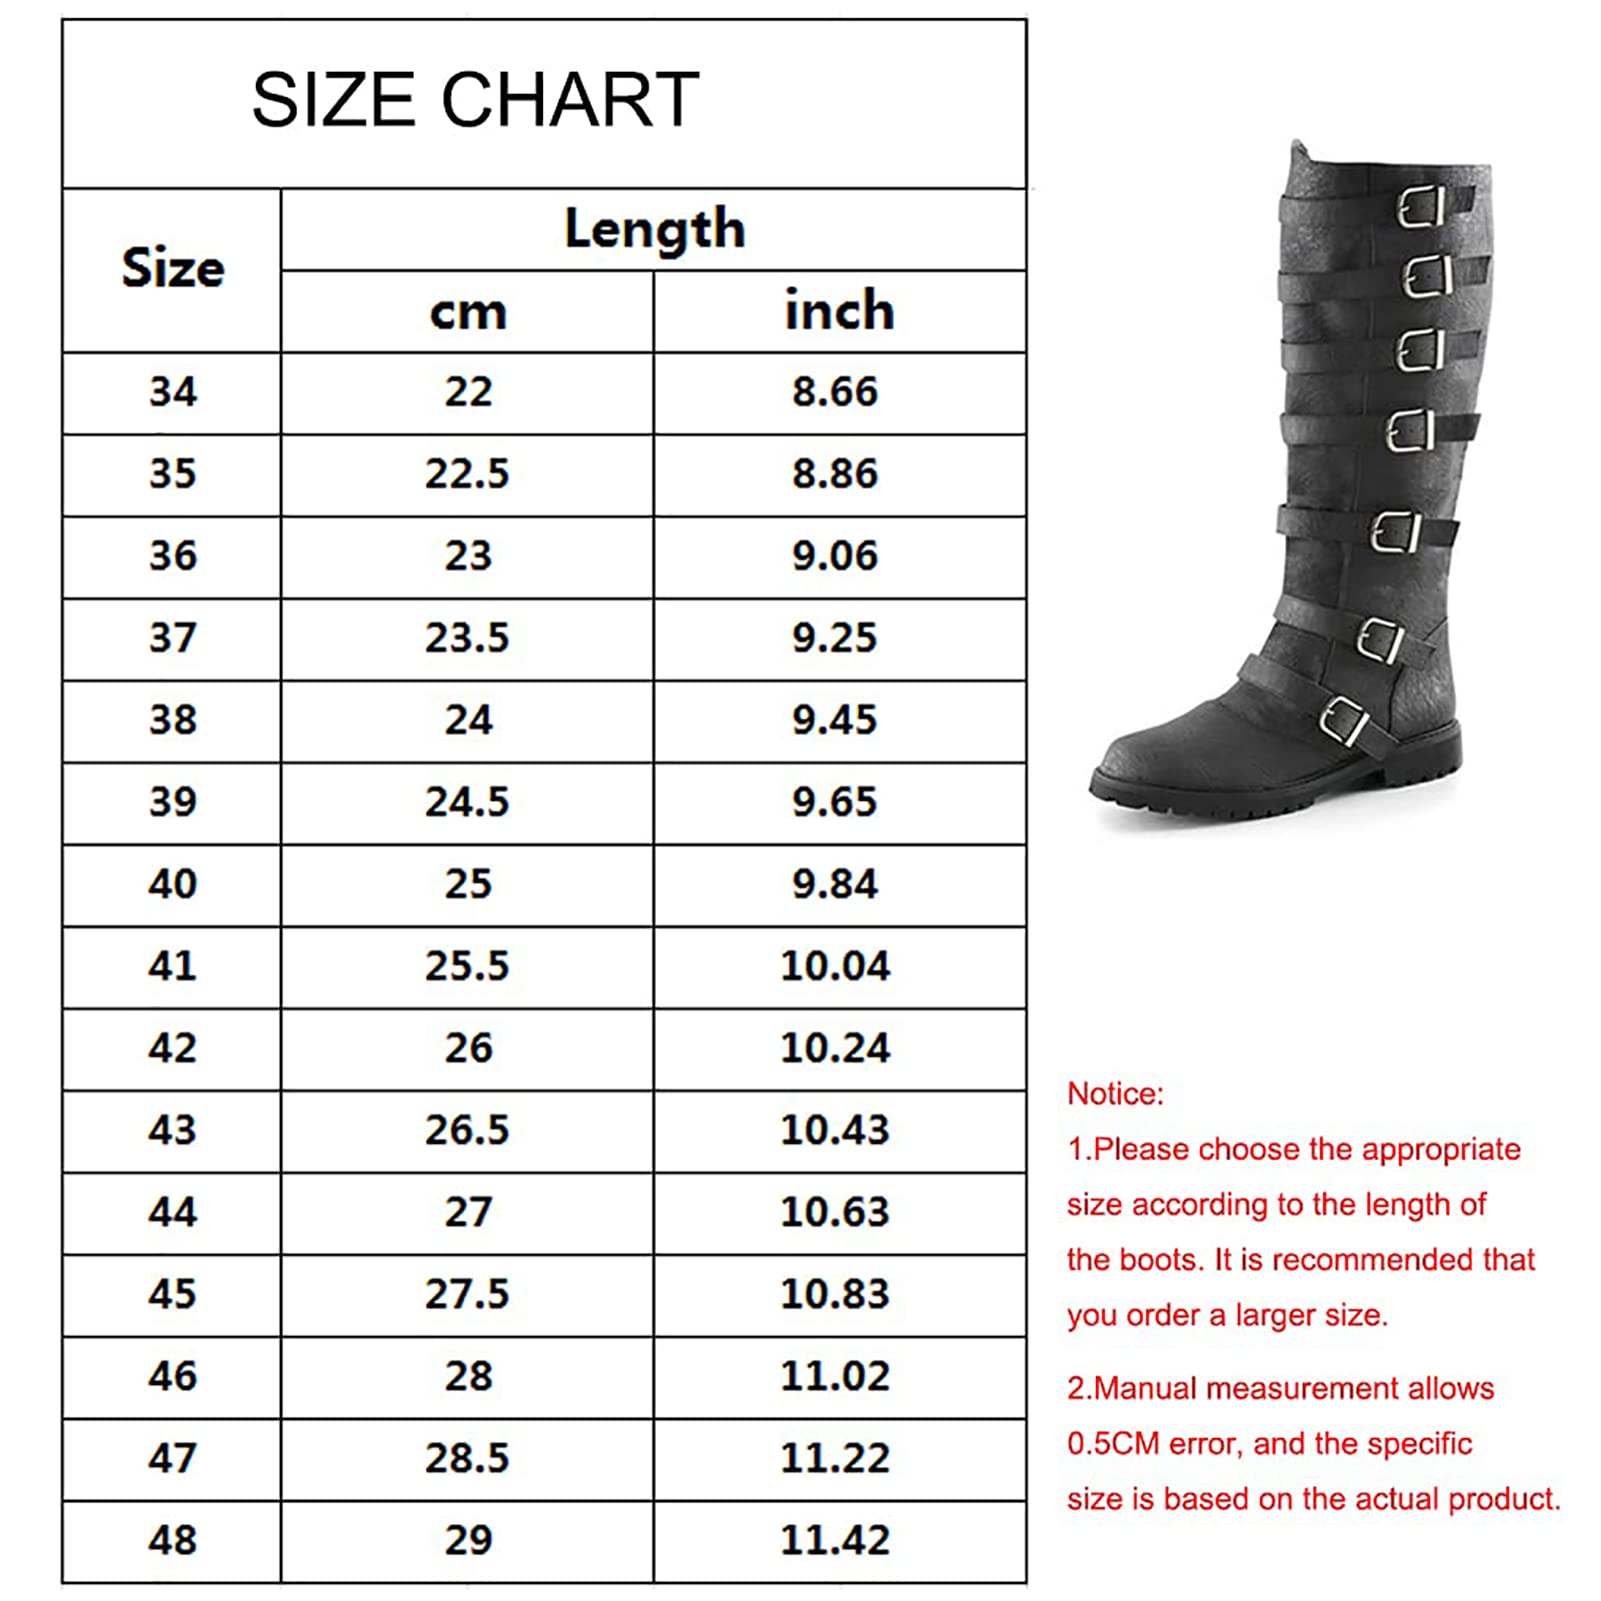 SIZE CHART
Size
Length
cm inch
34 22 8.66
35 22.5 8.86
36 23 9.06
37 23.5 9.25
38 24 9.45
39 24.5 9.65
40 25 9.84
41 25.5 10.04
42 26 10.24
43 26.5 10.43
44 27 10.63
45 27.5 10.83
46 28 11.02
47 28.5 11.22
48 29 11.42
Notice:
1.Please choose the appropriate
size according to the length of
the boots. It is recommended that
you order a larger size.
2.Manual measurement allows
0.5CM error, and the specific
size is based on the actual product.